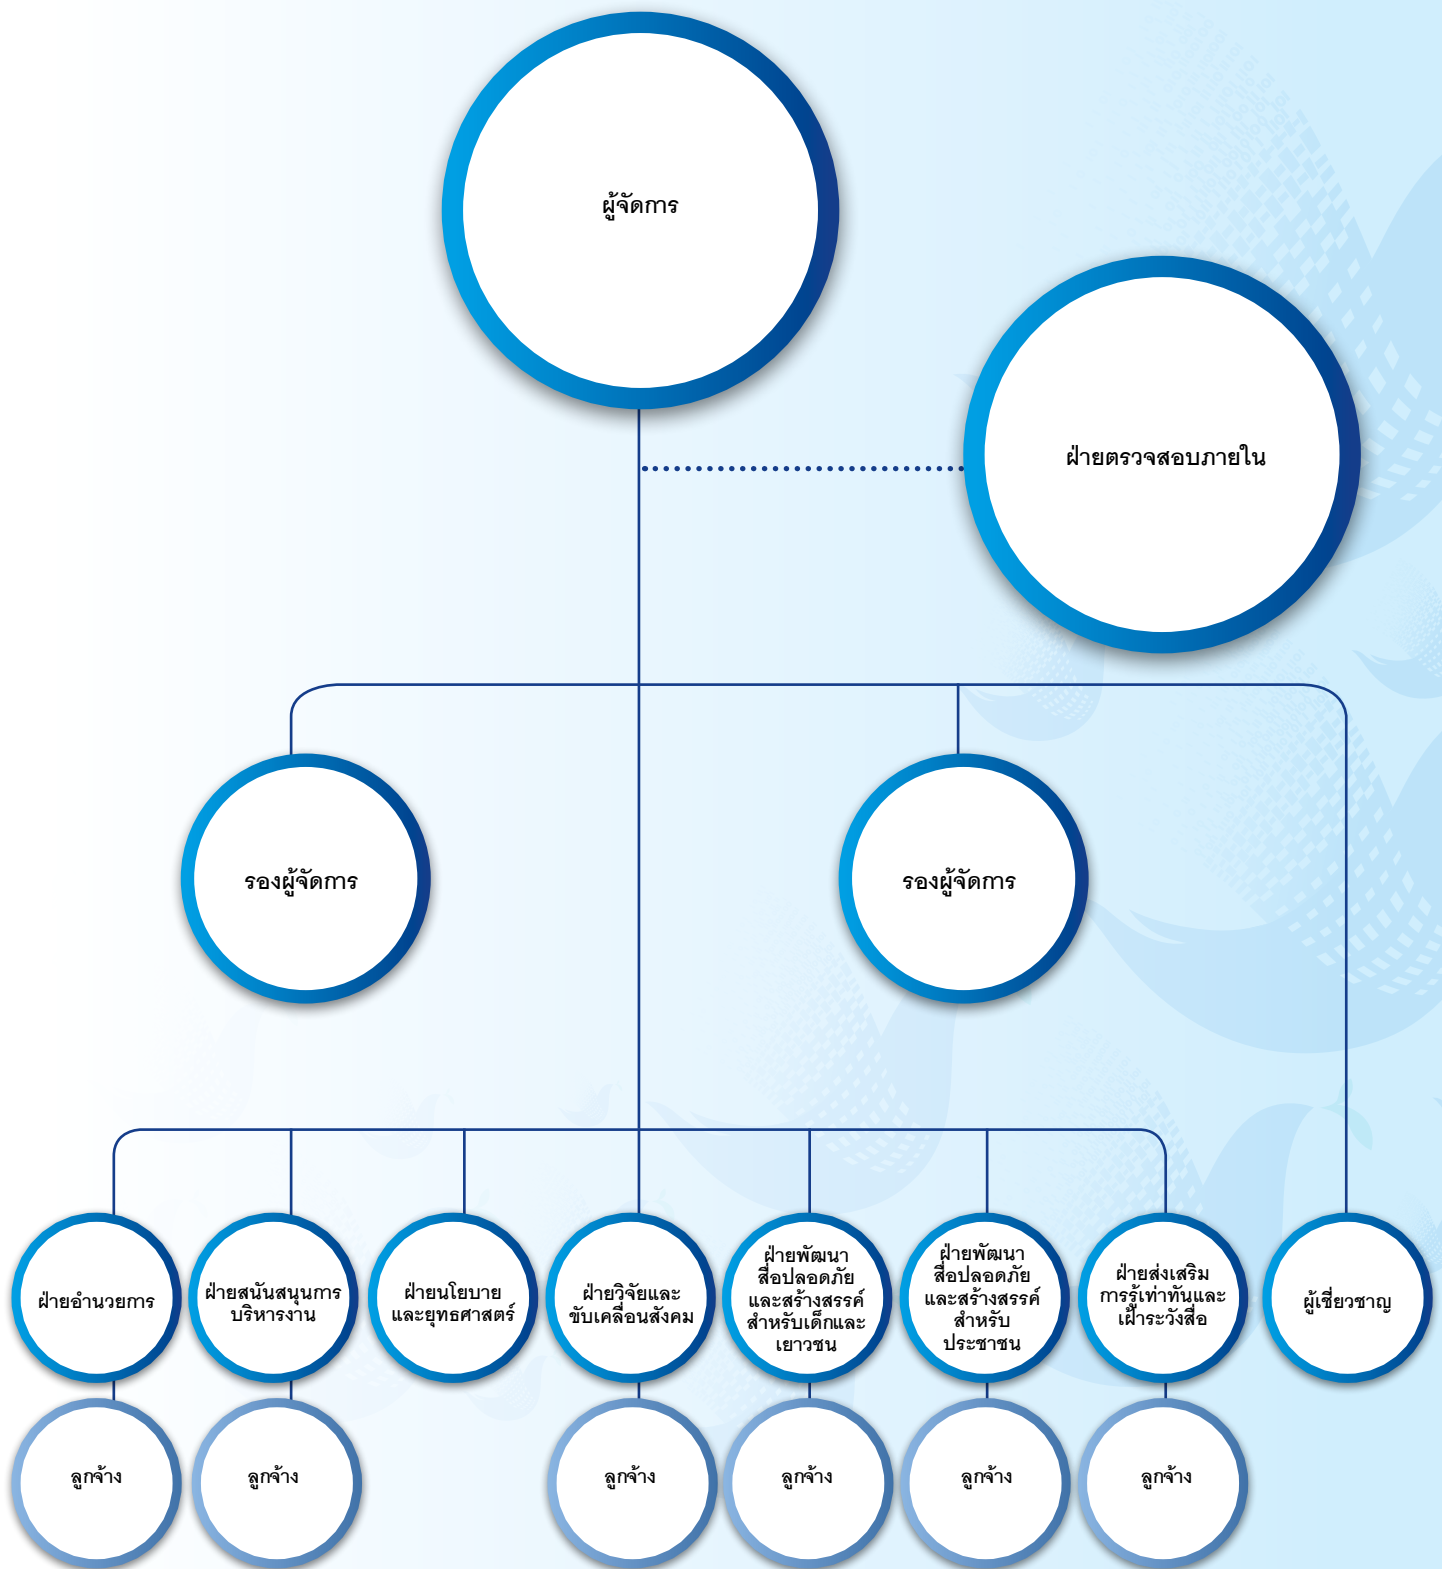 ผู้จัดการ
ฝ่ายตรวจสอบภายใน
รองผู้จัดการ
รองผู้จัดการ
ฝ่ายอำนวยการ
ฝ่ายสนันสนุนการ
บริหารงาน
ฝ่ายนโยบาย
และยุทธศาสตร์
ฝ่ายวิจัยและ
ขับเคลื่อนสังคม
ฝ่ายพัฒนา
สื่อปลอดภัย
และสร้างสรรค์
สำหรับเด็กและ
เยาวชน
ฝ่ายพัฒนา
สื่อปลอดภัย
และสร้างสรรค์
สำหรับ
ประชาชน
ฝ่ายส่งเสริม
การรู้เท่าทันและ
เฝ้าระวังสื่อ
ผู้เชี่ยวชาญ
ลูกจ้าง
ลูกจ้าง
ลูกจ้าง
ลูกจ้าง
ลูกจ้าง
ลูกจ้าง